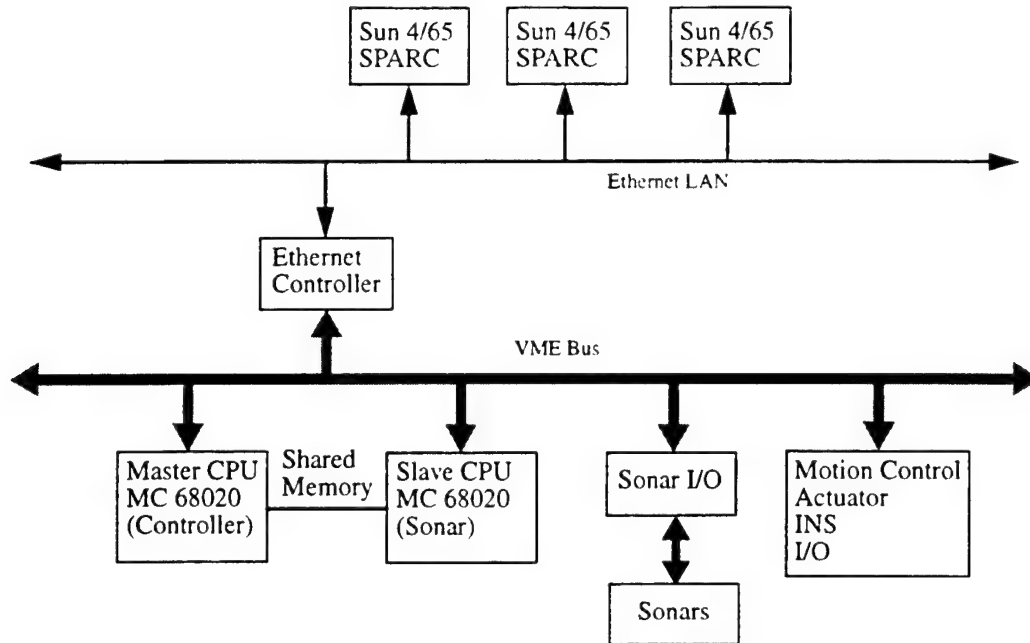 Sun 4/65
SPARC
Sun 4/65
SPARC
Sun 4/65
SPARC
Ethernet LAN
Ethernet
Controller
VME Bus
Master CPU
MC 68020
(Controller)
Shared
Memory
Slave CPU
MC 68020
(Sonar)
Sonar I/O
Motion Control
Actuator
INS
I/O
Sonars